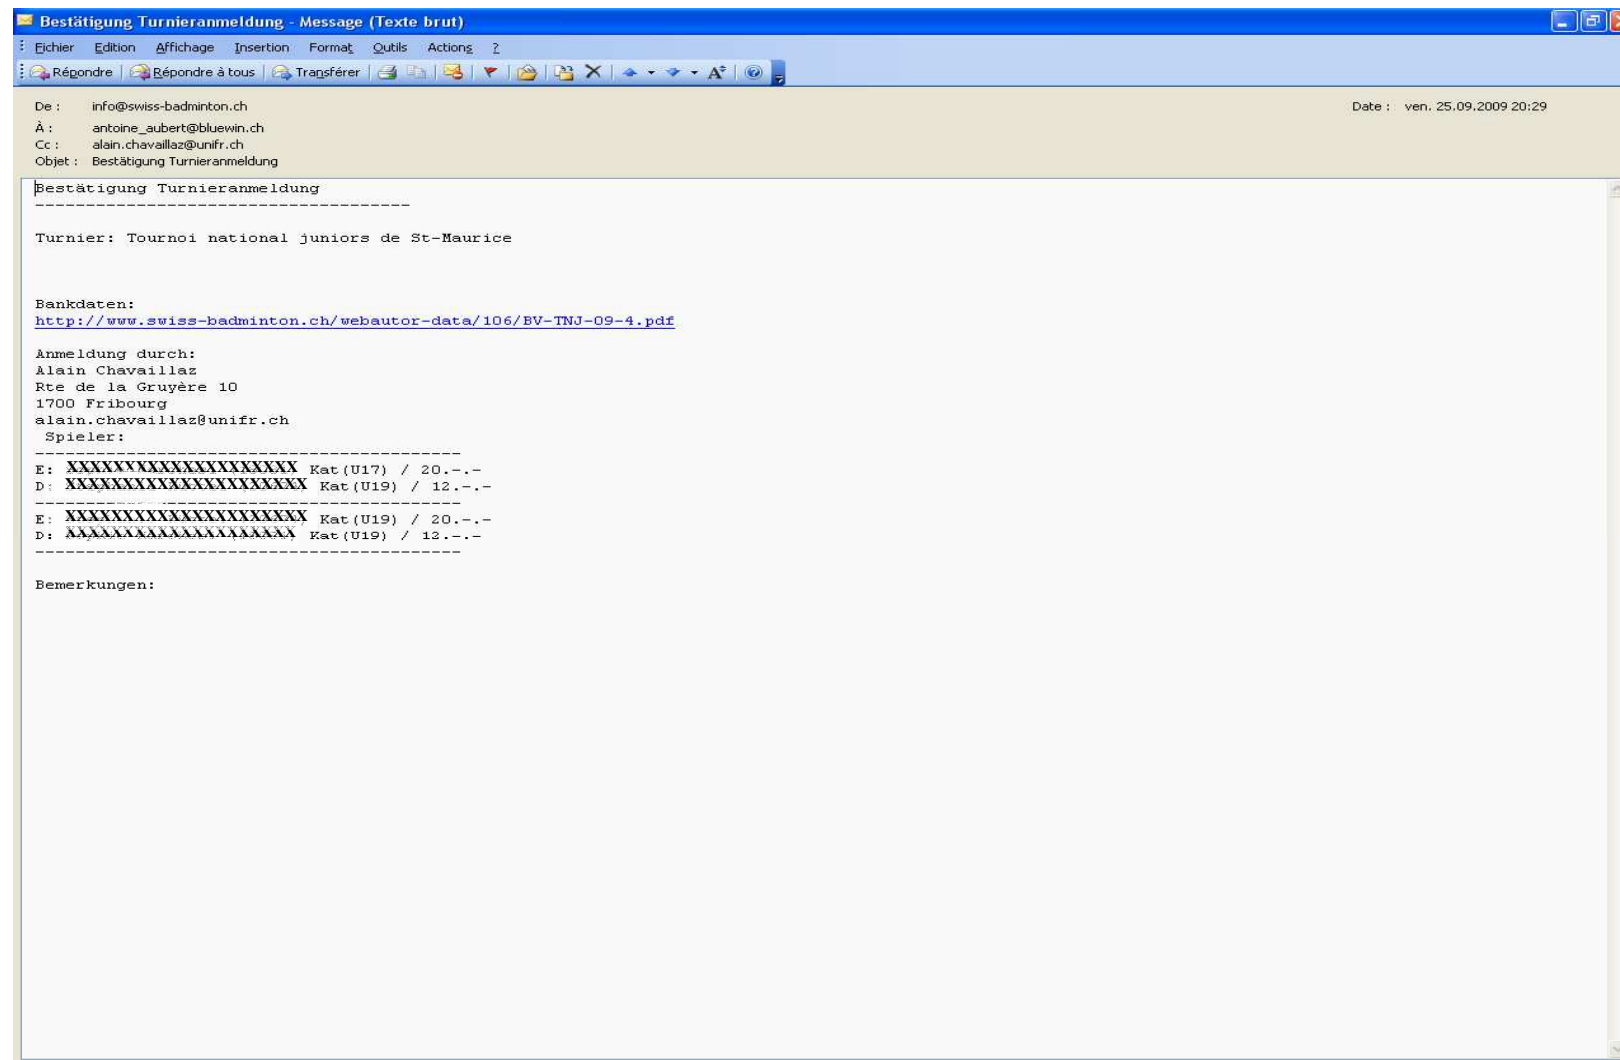 Bestätigung Turnieranmeldung - Message (Texte brut)
Fichier Edition Affichage Insertion Format Outils Actions ?
Répondre Répondre à tous Transférer
De : info@swiss-badminton.ch Date : ven. 25.09.2009 20:29
À : antoine_aubert@bluewin.ch
Cc : alain.chavaillaz@unifr.ch
Objet : Bestätigung Turnieranmeldung
Bestätigung Turnieranmeldung
-------------------------------------
Turnier: Tournoi national juniors de St-Maurice
Bankdaten:
http://www.swiss-badminton.ch/webautor-data/106/BV-TNJ-09-4.pdf
Anmeldung durch:
Alain Chavaillaz
Rte de la Gruyère 10
1700 Fribourg
alain.chavaillaz@unifr.ch
Spieler:
------------------------------------------
E: XXXXXXXXXXXXXXXXXXXXX Kat(U17) / 20.-.-
D: XXXXXXXXXXXXXXXXXXXXXX Kat(U19) / 12.-.-
------------------------------------------
E: XXXXXXXXXXXXXXXXXXXXXX Kat(U19) / 20.-.-
D: XXXXXXXXXXXXXXXXXXXXX Kat(U19) / 12.-.-
------------------------------------------
Bemerkungen: